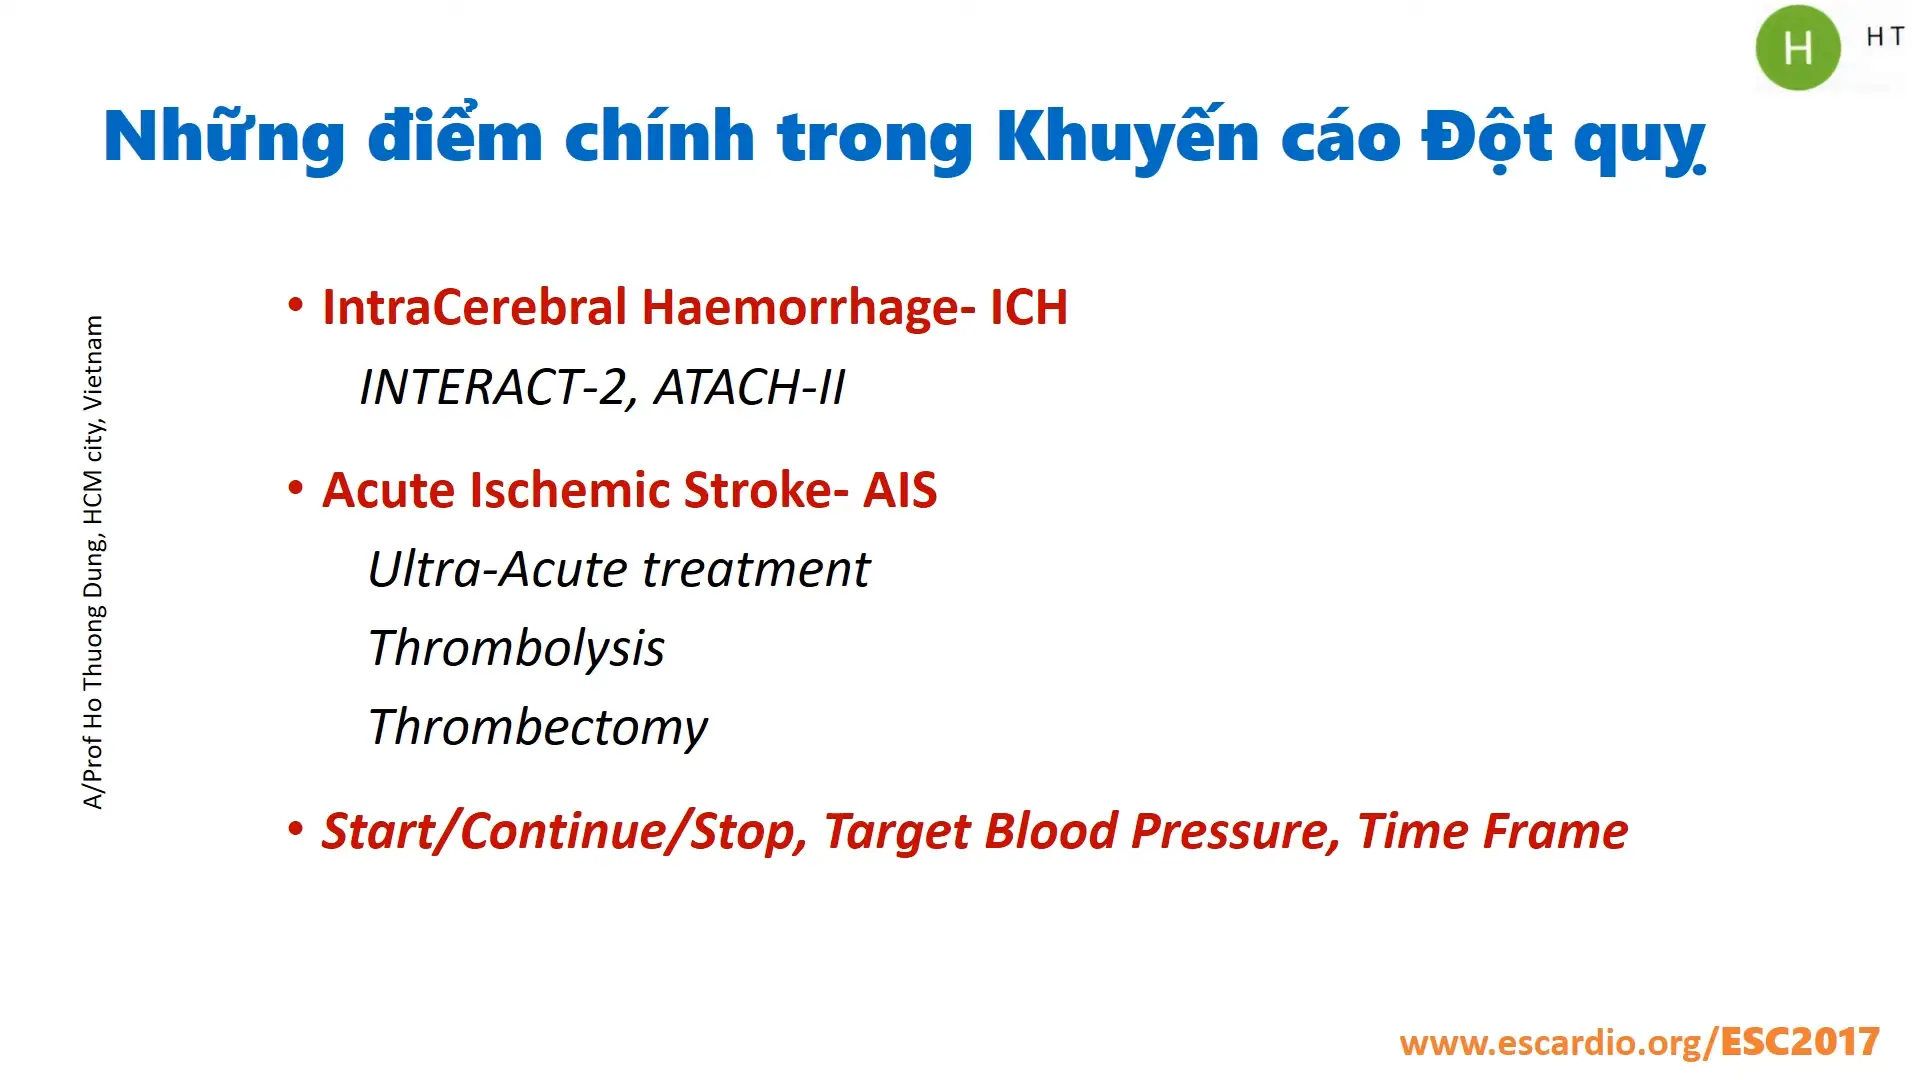 H
H T
Những điểm chính trong Khuyến cáo Đột quỵ
• IntraCerebral Haemorrhage- ICH
INTERACT-2, ATACH-II
• Acute Ischemic Stroke- AIS
Ultra-Acute treatment
Thrombolysis
Thrombectomy
• Start/Continue/Stop, Target Blood Pressure, Time Frame
A/Prof Ho Thuong Dung, HCM city, Vietnam
www.escardio.org/ESC2017